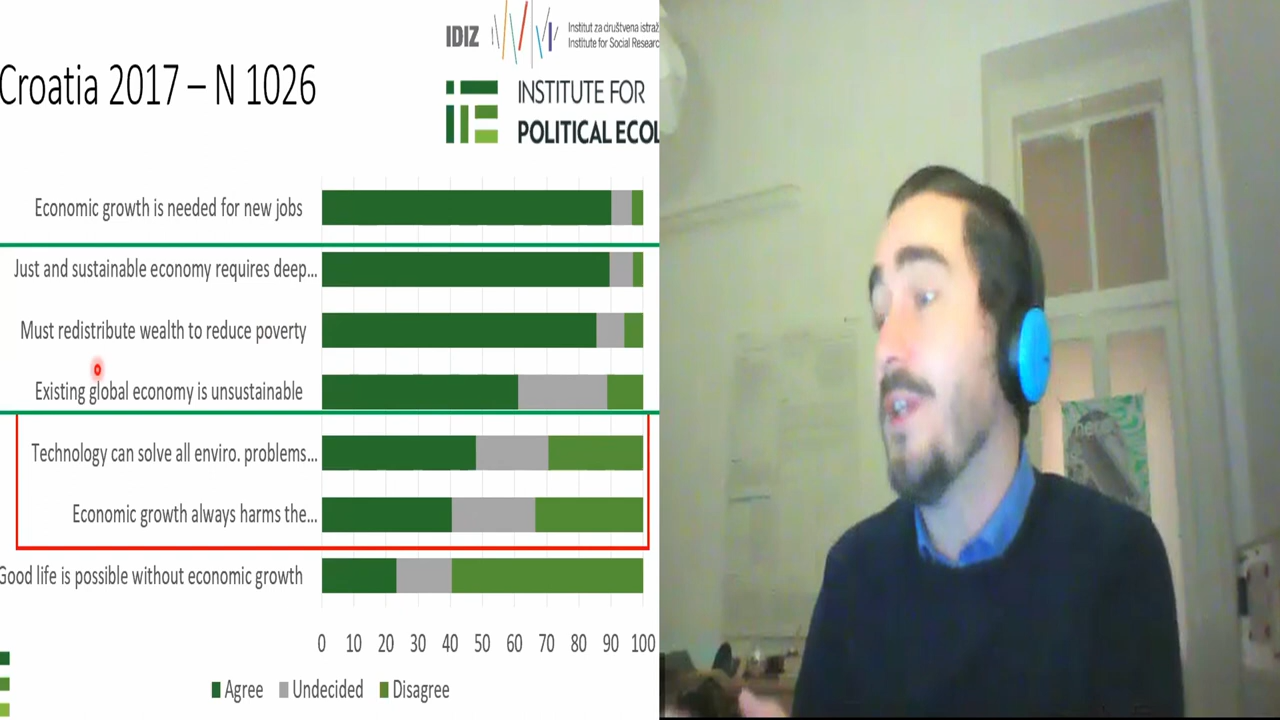 IDIZ
Institut za društvena istraž
Institute for Social Researc
Croatia 2017 – N 1026
INSTITUTE FOR
POLITICAL ECOL
Economic growth is needed for new jobs
Just and sustainable economy requires deep...
Must redistribute wealth to reduce poverty
Existing global economy is unsustainable
Technology can solve all enviro. problems...
Economic growth always harms the...
Good life is possible without economic growth
0 10 20 30 40 50 60 70 80 90 100
Agree Undecided Disagree